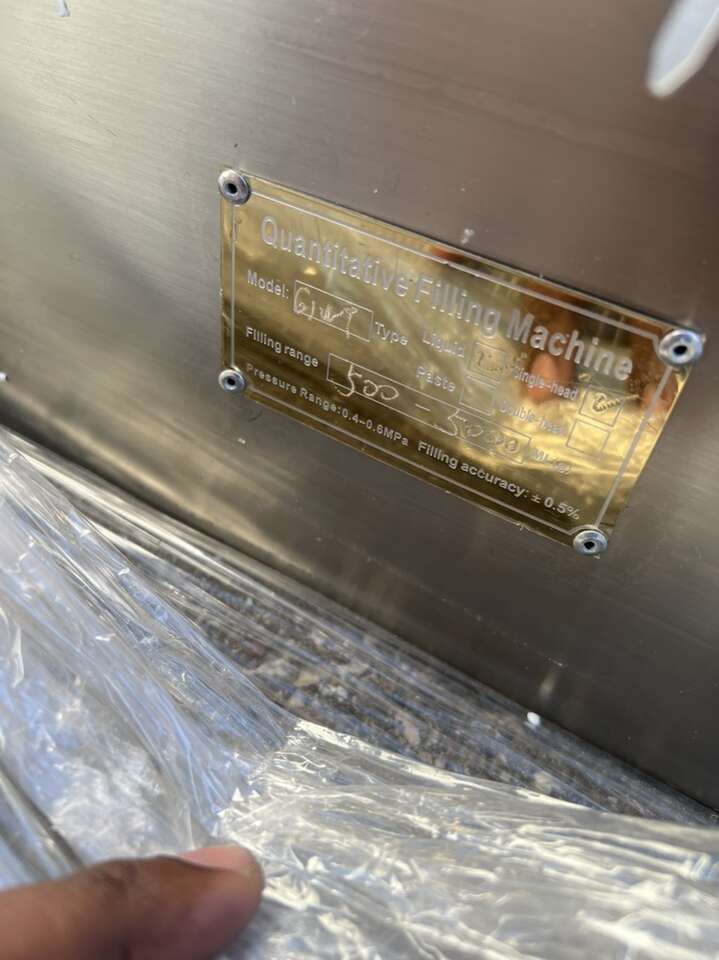 Quantitative Filling Machine
Model: Type Liquid Single-head
Filling range 500-5000 Paste Double-head
Pressure Range:0.4-0.6MPa Filling accuracy: ± 0.5%